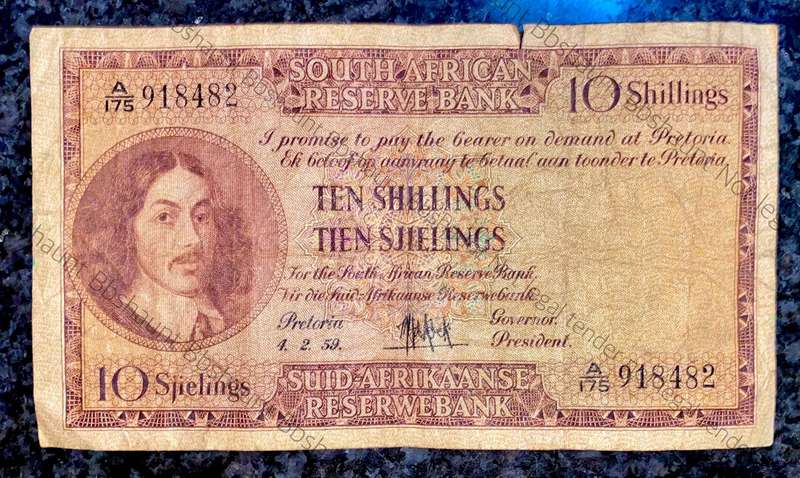 SOUTH AFRICAN
RESERVE BANK
A/175 918482
10 Shillings
I promise to pay the bearer on demand at Pretoria.
Ek beloof op aanvraag te betaal aan toonder te Pretoria.
TEN SHILLINGS
TIEN SJIELINGS
For the South African Reserve Bank.
Vir die Suid-Afrikaanse Reserwebank.
Pretoria
4. 2. 59.
Governor.
President.
10 Sjielings
SUID-AFRIKAANSE
RESERWEBANK
A/175 918482